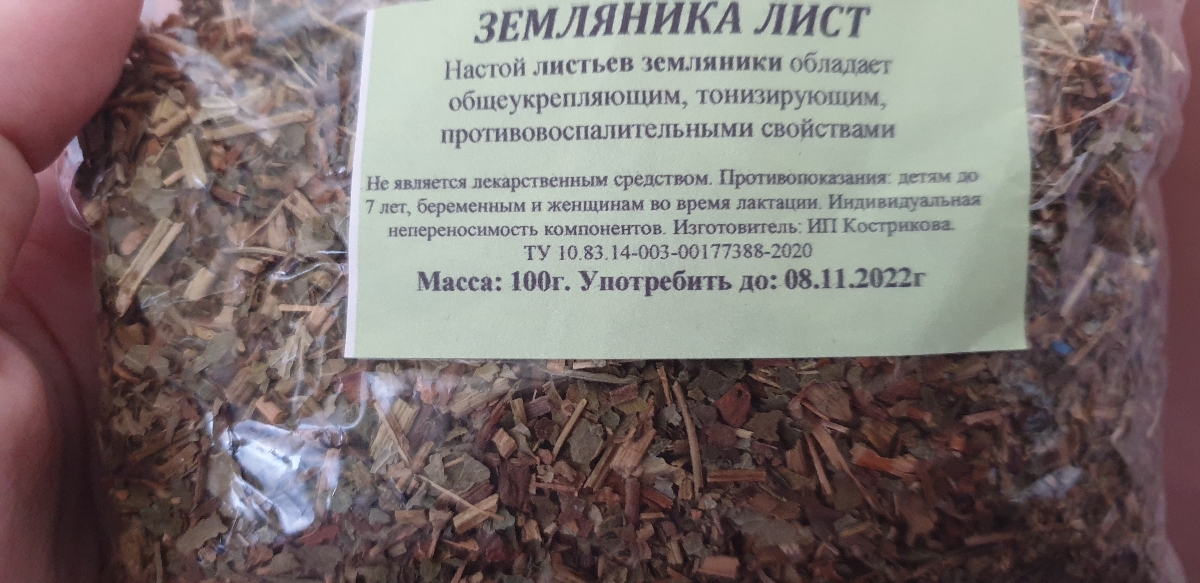 ЗЕМЛЯНИКА ЛИСТ
Настой листьев земляники обладает
общеукрепляющим, тонизирующим,
противовоспалительными свойствами
Не является лекарственным средством. Противопоказания: детям до
7 лет, беременным и женщинам во время лактации. Индивидуальная
непереносимость компонентов. Изготовитель: ИП Кострикова.
ТУ 10.83.14-003-00177388-2020
Масса: 100г. Употребить до: 08.11.2022г